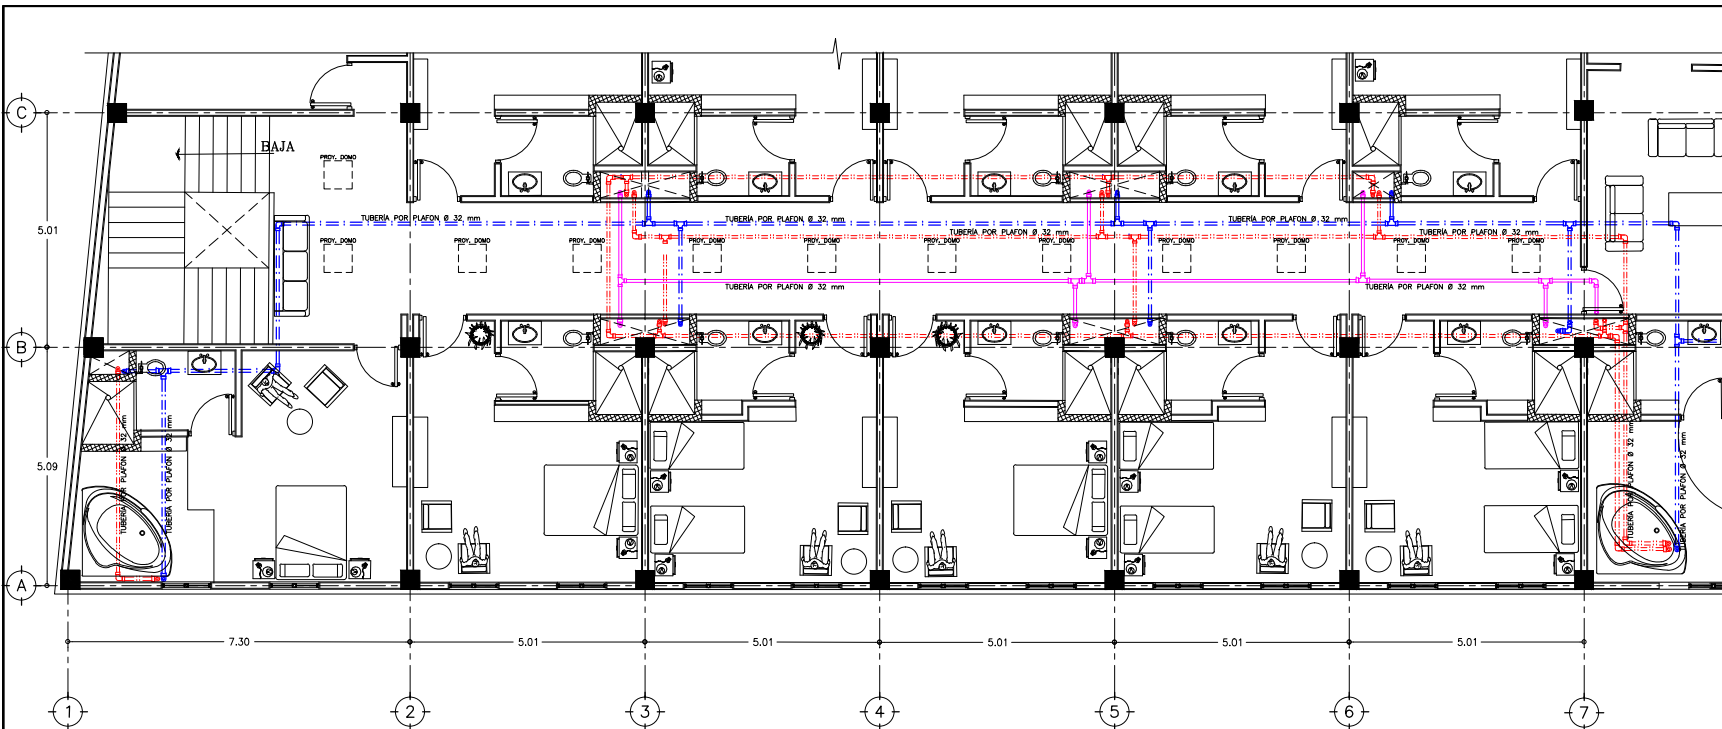 C
BAJA
PROY. DOMO
TUBERÍA POR PLAFON Ø 32, mm
TUBERÍA POR PLAFON Ø 32, mm
TUBERÍA POR PLAFON Ø 32, mm
5.01
TUBERÍA POR PLAFON Ø 32, mm
TUBERÍA POR PLAFON Ø 32, mm
PROY. DOMO
PROY. DOMO
PROY. DOMO
PROY. DOMO
PROY. DOMO
PROY. DOMO
PROY. DOMO
PROY. DOMO
PROY. DOMO
PROY. DOMO
PROY. DOMO
TUBERÍA POR PLAFON Ø 32 mm
TUBERÍA POR PLAFON Ø 32 mm
B
5.09
TUBERÍA POR PLAFON Ø 32 mm
TUBERÍA POR PLAFON Ø 32 mm
TUBERÍA POR PLAFON Ø 32 mm
TUBERÍA POR PLAFON Ø 32 mm
A
7.30
5.01
5.01
5.01
5.01
5.01
1
2
3
4
5
6
7